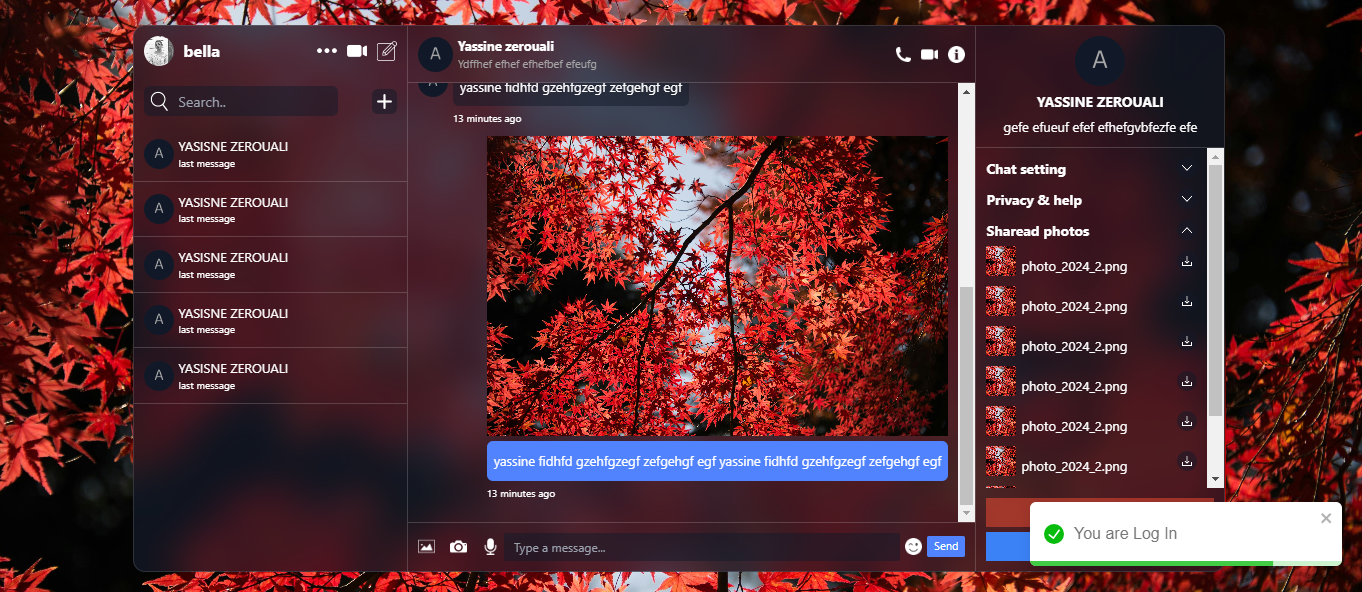 bella
Search..
A YASISNE ZEROUALI
last message
A YASISNE ZEROUALI
last message
A YASISNE ZEROUALI
last message
A YASISNE ZEROUALI
last message
A YASISNE ZEROUALI
last message
A Yassine zerouali
Ydffhef efhef efhefbef efeufg
A yassine fidhfd gzehfgzegf zefgehgf egf
13 minutes ago
yassine fidhfd gzehfgzegf zefgehgf egf yassine fidhfd gzehfgzegf zefgehgf egf
13 minutes ago
Type a message...
Send
A
YASSINE ZEROUALI
gefe efueuf efef efhefgvbfezfe efe
Chat setting
Privacy & help
Sharead photos
photo_2024_2.png
photo_2024_2.png
photo_2024_2.png
photo_2024_2.png
photo_2024_2.png
photo_2024_2.png
You are Log In